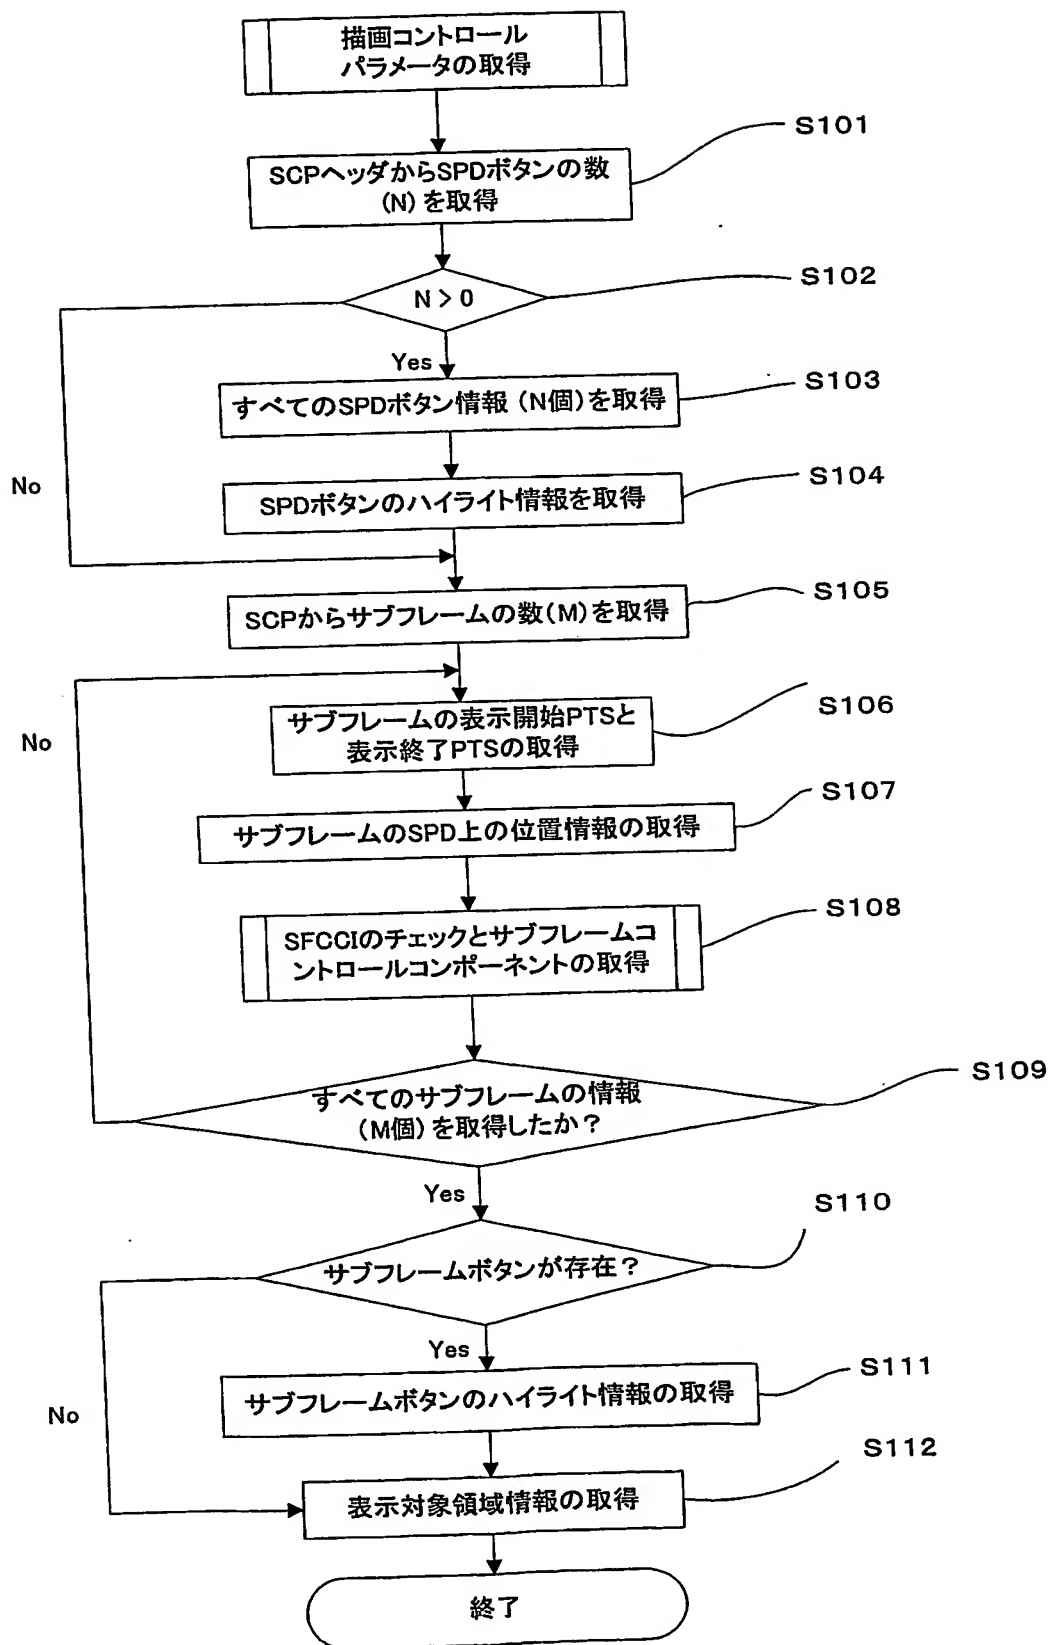 描画コントロール
パラメータの取得
S101
SCPヘッダからSPDボタンの数
(N)を取得
S102
N > 0
Yes
S103
すべてのSPDボタン情報(N個)を取得
No
S104
SPDボタンのハイライト情報を取得
S105
SCPからサブフレームの数(M)を取得
S106
サブフレームの表示開始PTSと
表示終了PTSの取得
No
S107
サブフレームのSPD上の位置情報の取得
S108
SFCCIのチェックとサブフレームコ
ントロールコンポーネントの取得
S109
すべてのサブフレームの情報
(M個)を取得したか?
Yes
S110
サブフレームボタンが存在?
Yes
S111
サブフレームボタンのハイライト情報の取得
No
S112
表示対象領域情報の取得
終了